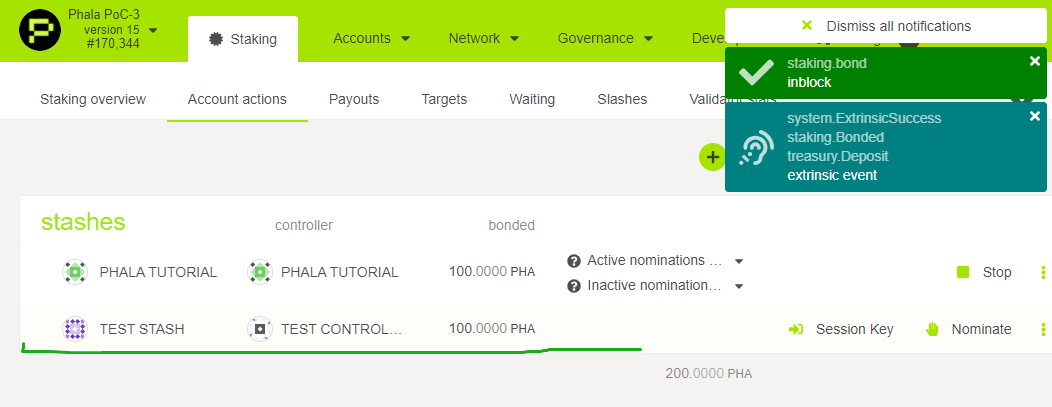 Phala PoC-3
version 15
#170,344
Staking
Accounts
Network
Governance
Dismiss all notifications
staking.bond
inblock
Staking overview
Account actions
Payouts
Targets
Waiting
Slashes
system.ExtrinsicSuccess
staking.Bonded
treasury.Deposit
extrinsic event
stashes
controller
bonded
PHALA TUTORIAL
PHALA TUTORIAL
100.0000 PHA
Active nominations ...
Inactive nomination...
Stop
TEST STASH
TEST CONTROL...
100.0000 PHA
Session Key
Nominate
200.0000 PHA